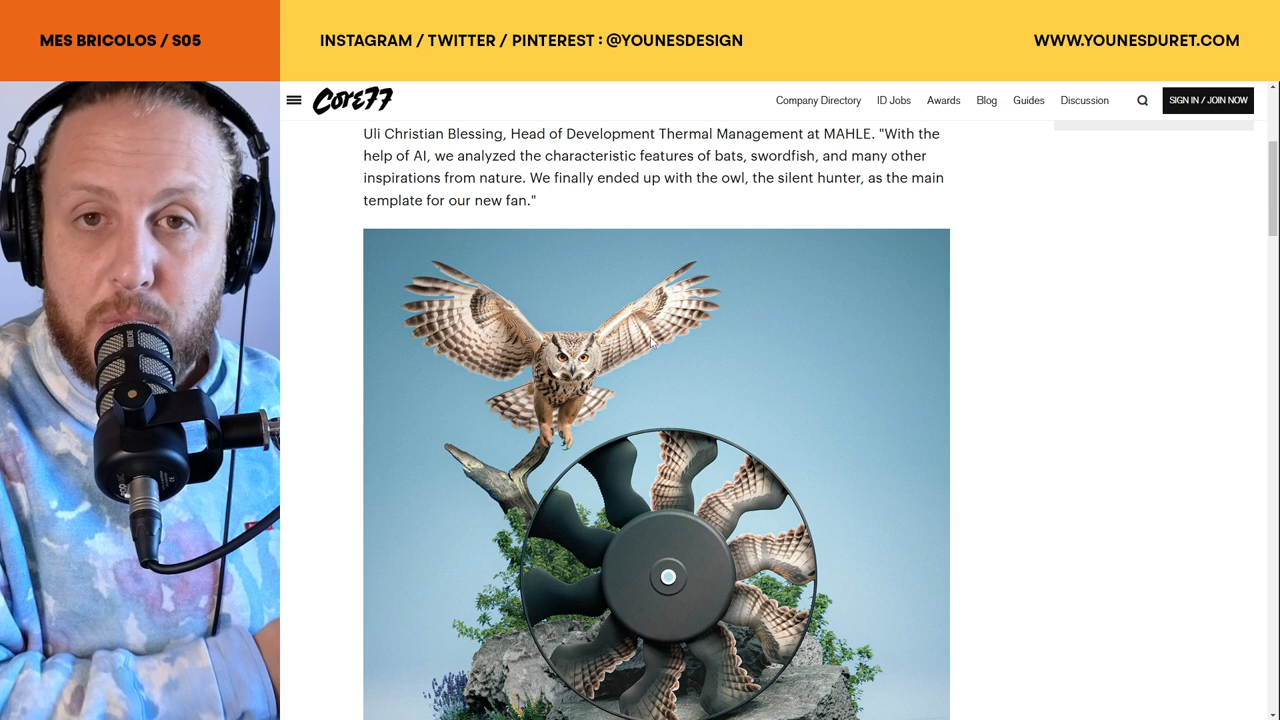 MES BRICOLOS / S05
INSTAGRAM / TWITTER / PINTEREST : @YOUNESDESIGN
WWW.YOUNESDURET.COM
CORE77
Company Directory
ID Jobs
Awards
Blog
Guides
Discussion
SIGN IN / JOIN NOW
Uli Christian Blessing, Head of Development Thermal Management at MAHLE. "With the
help of AI, we analyzed the characteristic features of bats, swordfish, and many other
inspirations from nature. We finally ended up with the owl, the silent hunter, as the main
template for our new fan."
RØDE